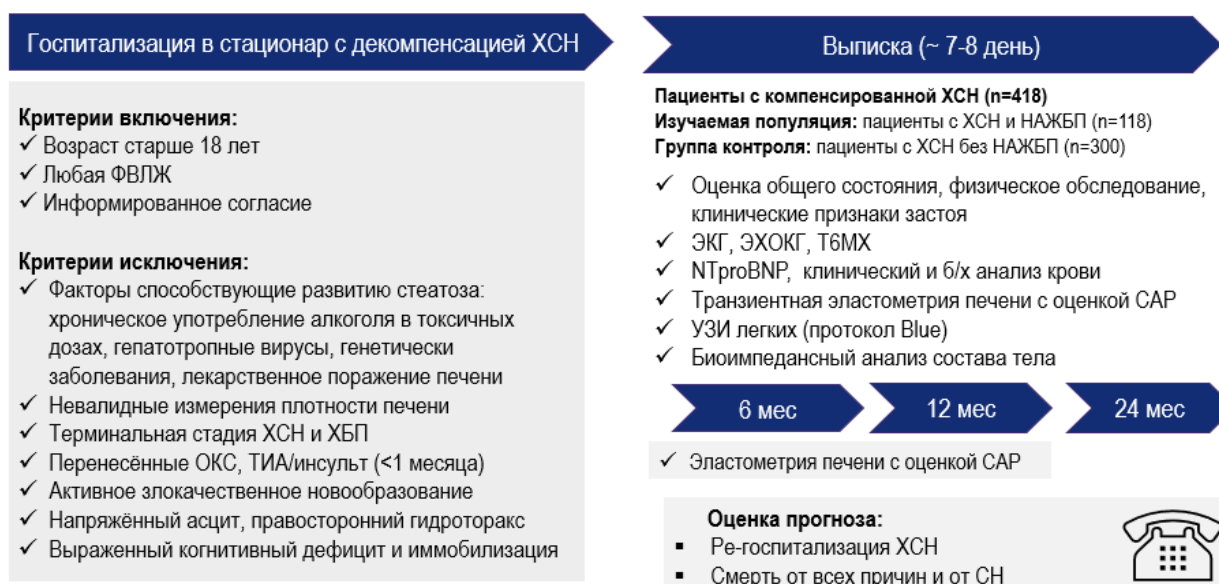 Госпитализация в стационар с декомпенсацией ХСН
Критерии включения:
✓ Возраст старше 18 лет
✓ Любая ФВЛЖ
✓ Информированное согласие
Критерии исключения:
✓ Факторы способствующие развитию стеатоза:
хроническое употребление алкоголя в токсичных
дозах, гепатотропные вирусы, генетически
заболевания, лекарственное поражение печени
✓ Невалидные измерения плотности печени
✓ Терминальная стадия ХСН и ХБП
✓ Перенесённые ОКС, ТИА/инсульт (<1 месяца)
✓ Активное злокачественное новообразование
✓ Напряжённый асцит, правосторонний гидроторакс
✓ Выраженный когнитивный дефицит и иммобилизация
Выписка (~ 7-8 день)
Пациенты с компенсированной ХСН (n=418)
Изучаемая популяция: пациенты с ХСН и НАЖБП (n=118)
Группа контроля: пациенты с ХСН без НАЖБП (n=300)
✓ Оценка общего состояния, физическое обследование,
клинические признаки застоя
✓ ЭКГ, ЭХОКГ, Т6МХ
✓ NTproBNP, клинический и б/х анализ крови
✓ Транзиентная эластометрия печени с оценкой САР
✓ УЗИ легких (протокол Blue)
✓ Биоимпедансный анализ состава тела
6 мес
12 мес
24 мес
✓ Эластометрия печени с оценкой САР
Оценка прогноза:
▪ Ре-госпитализация ХСН
▪ Смерть от всех причин и от СН